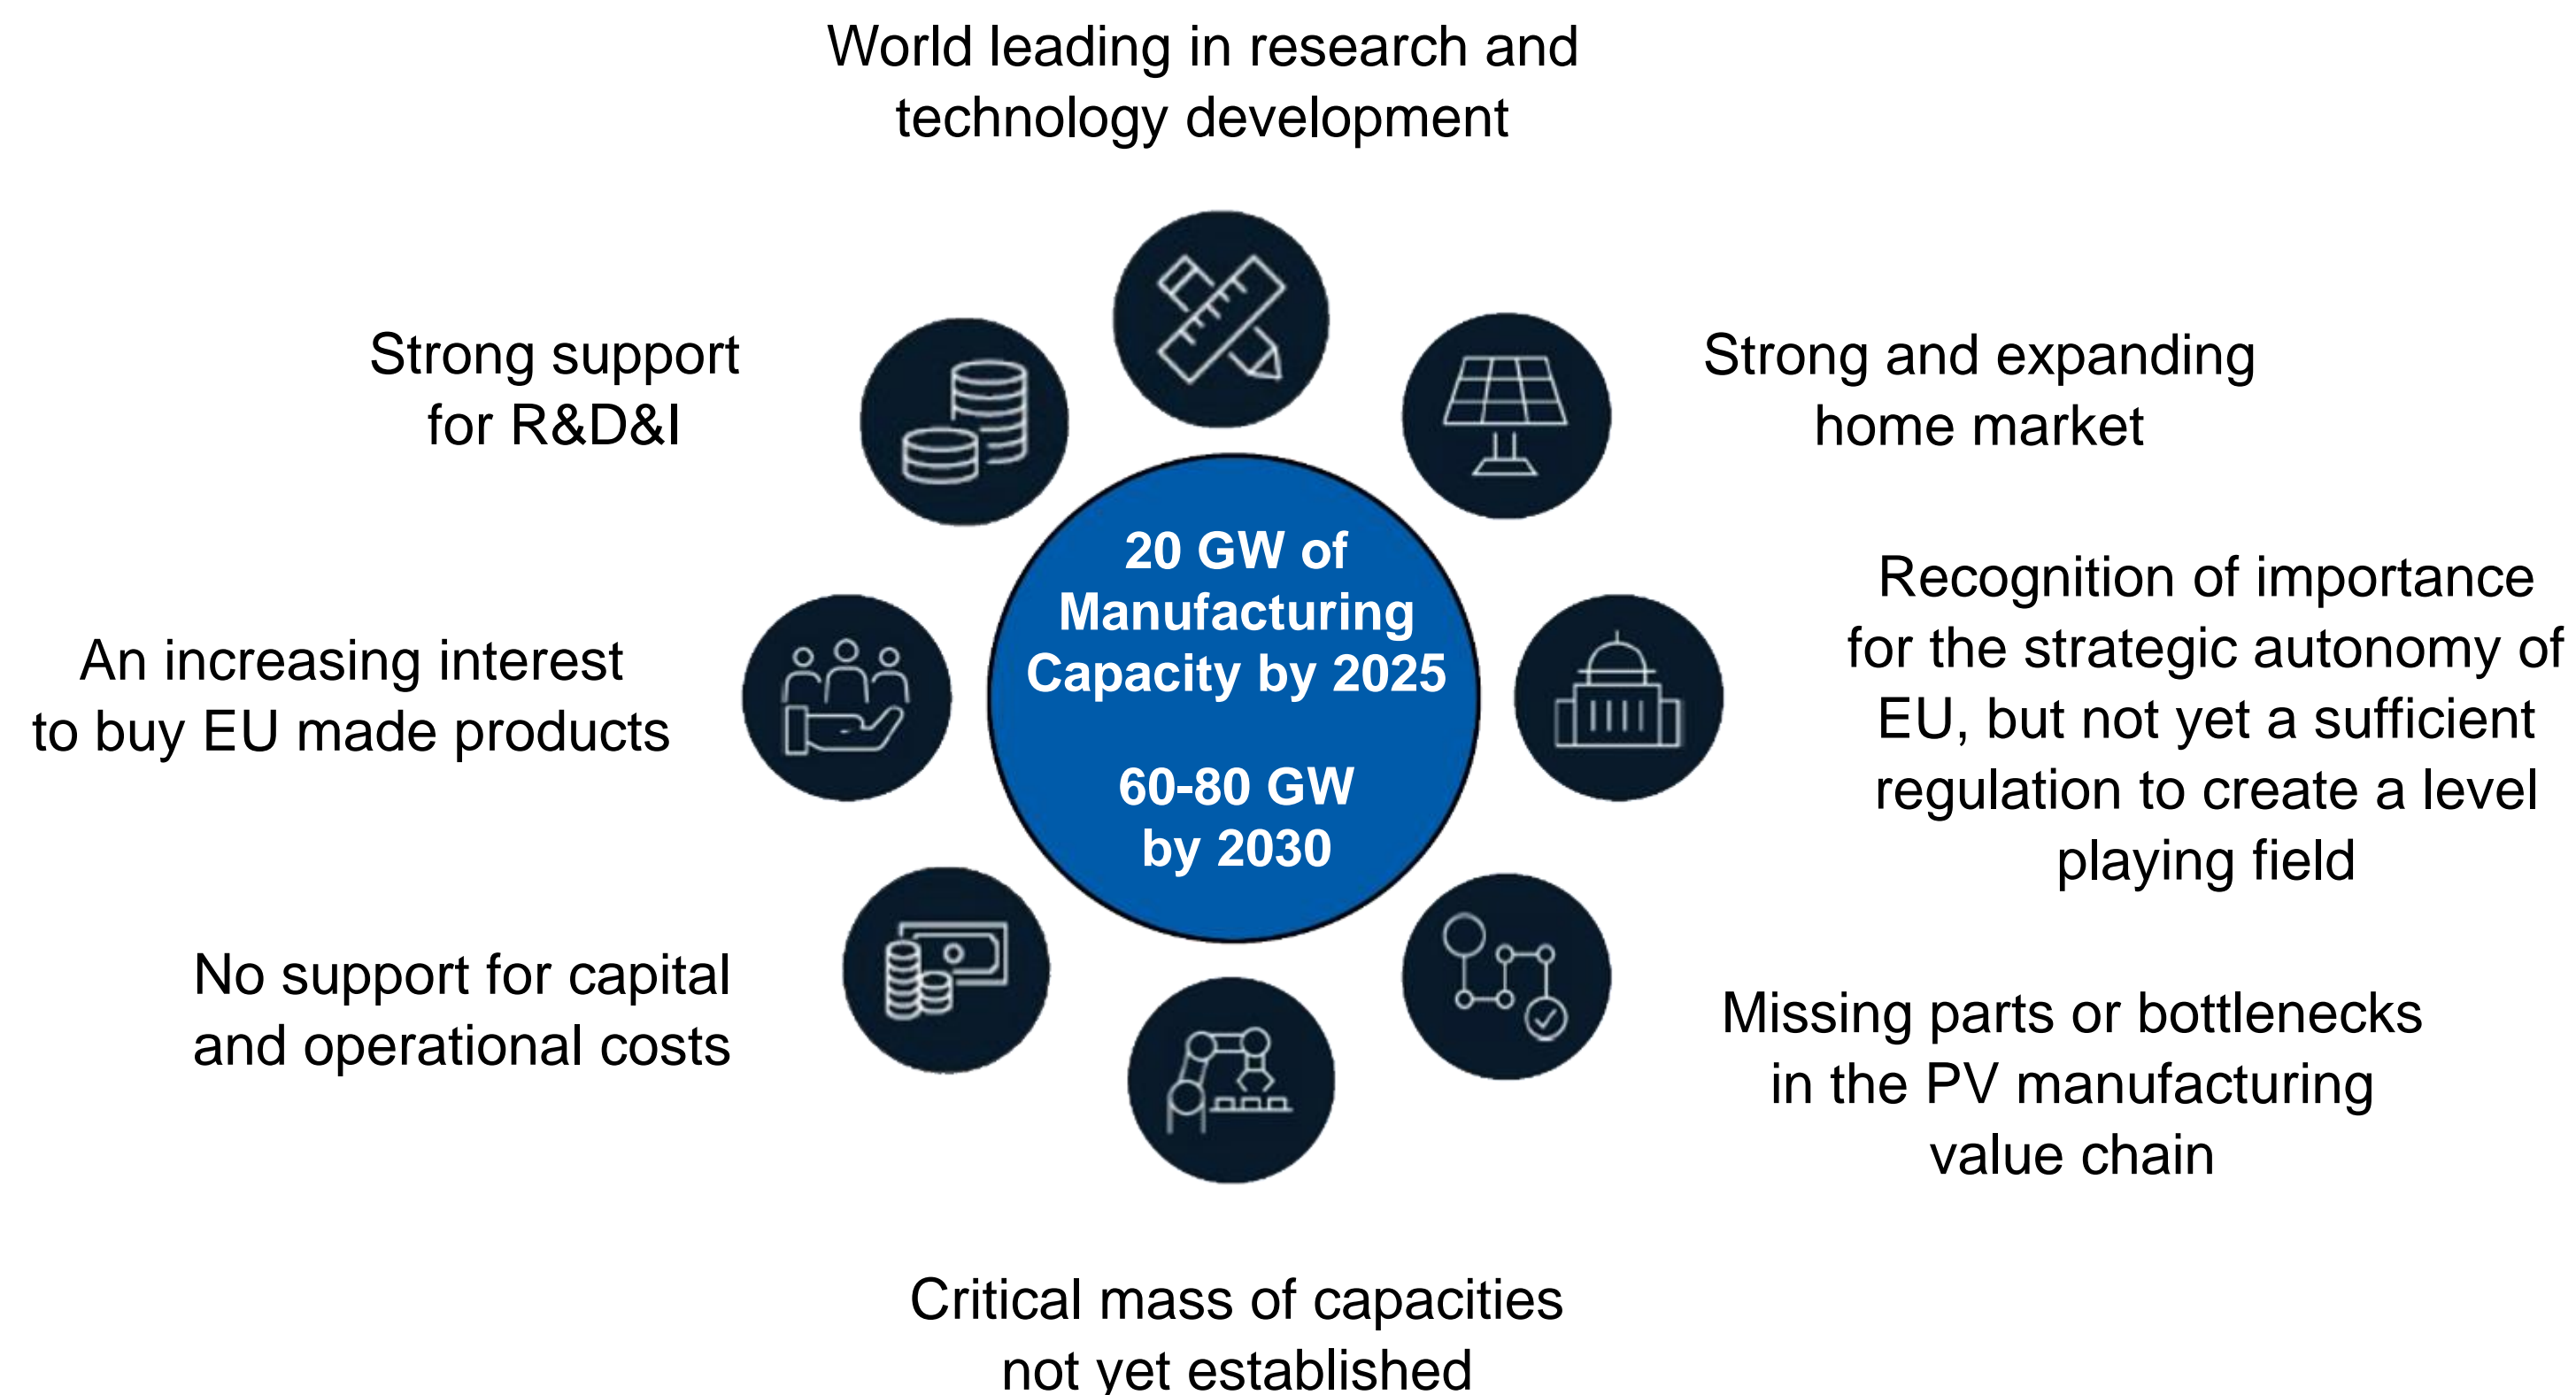 World leading in research and
technology development
Strong support
for R&D&I
Strong and expanding
home market
20 GW of
Manufacturing
Capacity by 2025
60-80 GW
by 2030
An increasing interest
to buy EU made products
Recognition of importance
for the strategic autonomy of
EU, but not yet a sufficient
regulation to create a level
playing field
No support for capital
and operational costs
Missing parts or bottlenecks
in the PV manufacturing
value chain
Critical mass of capacities
not yet established